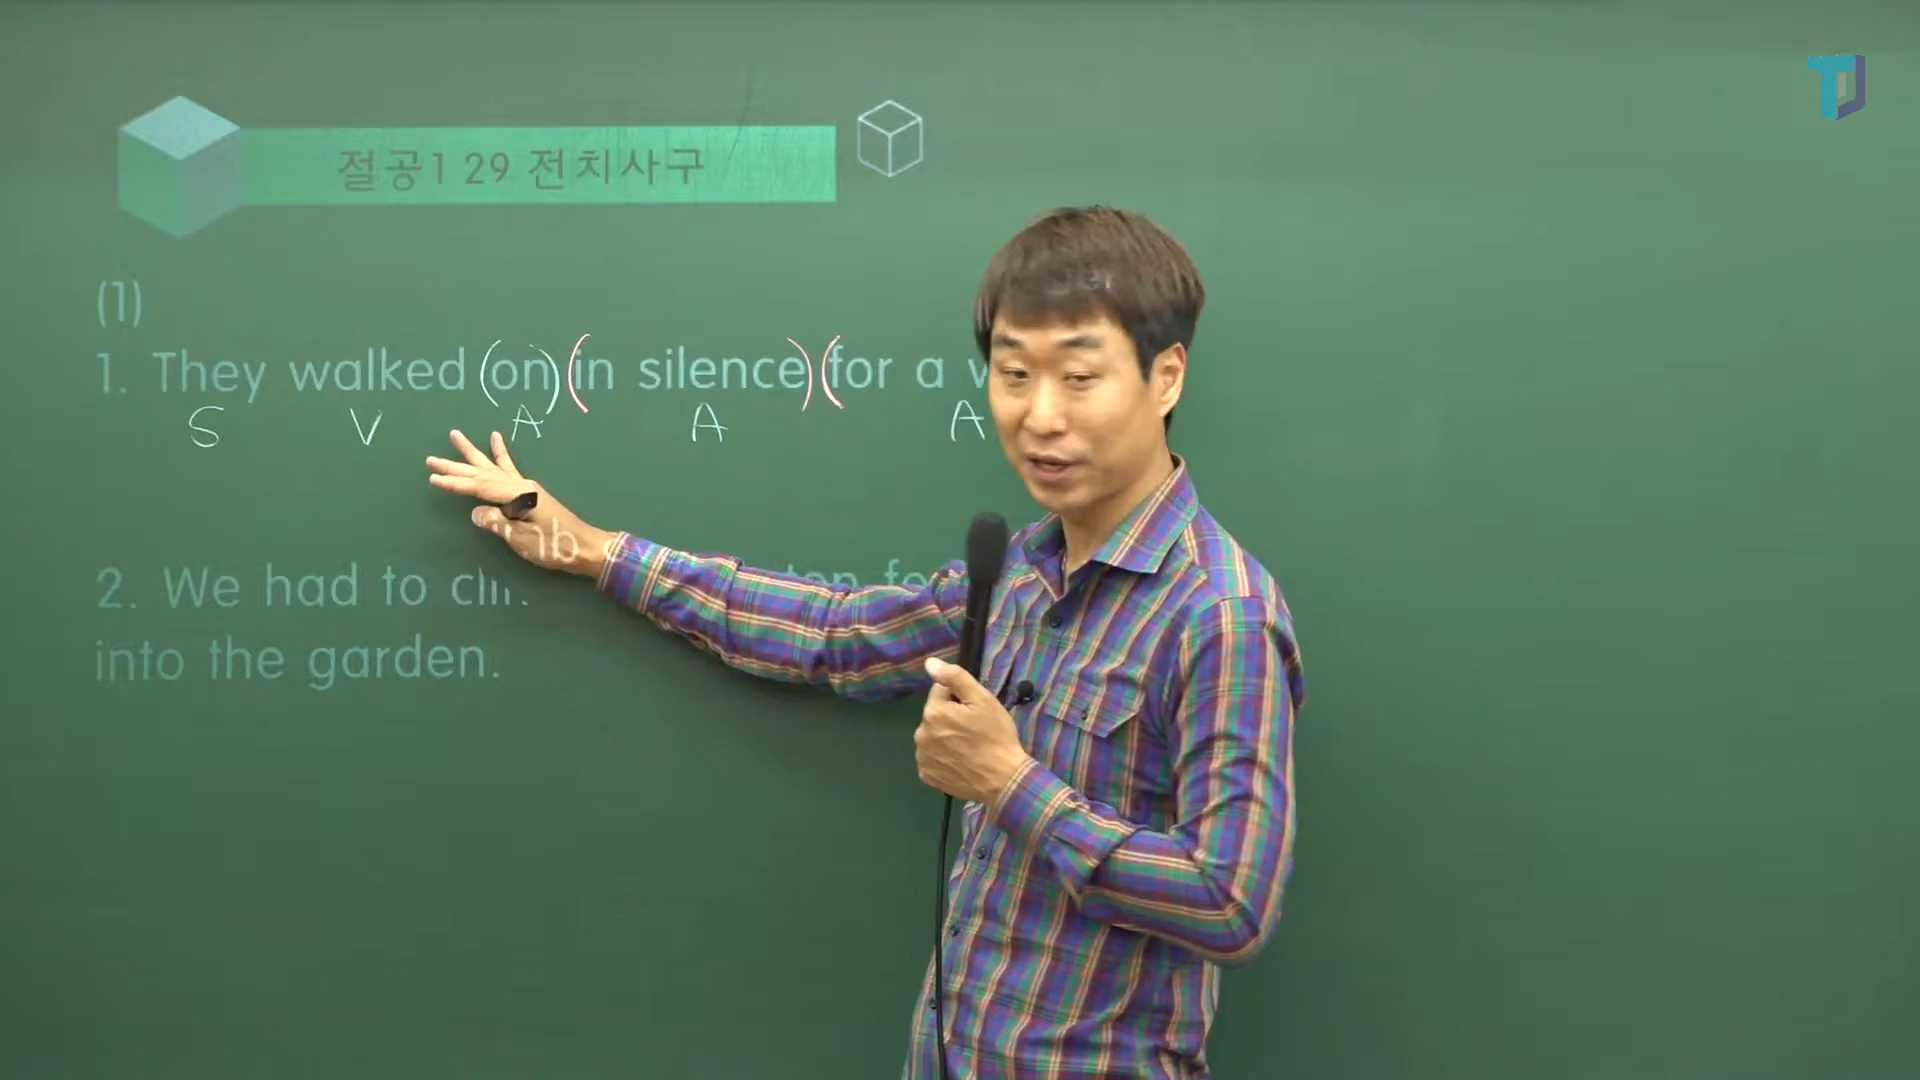 절공1 29 전치사구
(1)
1. They walked (on) (in silence) (for a
S V A A A
2. We had to climb
into the garden.